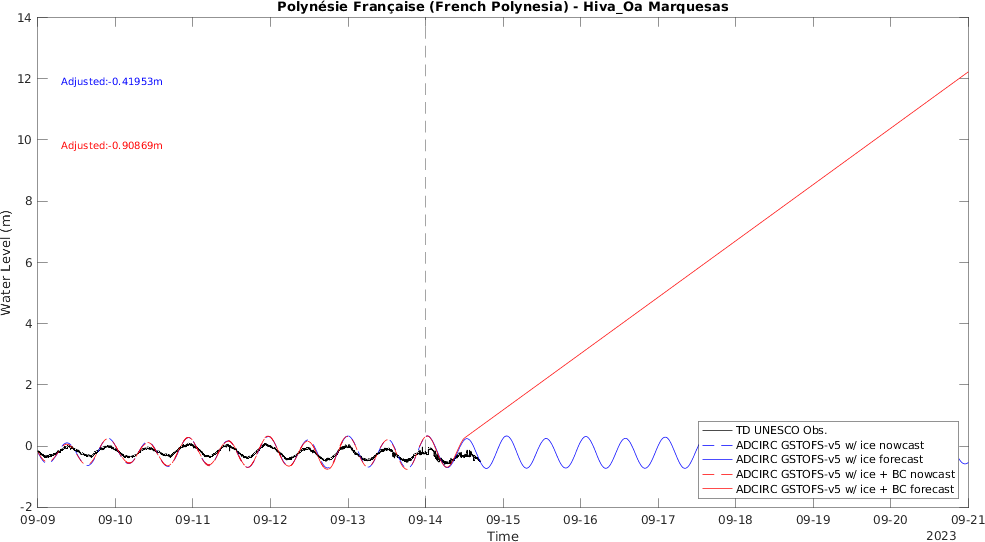 Polynésie Française (French Polynesia) - Hiva_Oa Marquesas
14
12
10
8
6
4
2
0
-2
Water Level (m)
Adjusted:-0.41953m
Adjusted:-0.90869m
TD UNESCO Obs.
ADCIRC GSTOFS-v5 w/ ice nowcast
ADCIRC GSTOFS-v5 w/ ice forecast
ADCIRC GSTOFS-v5 w/ ice + BC nowcast
ADCIRC GSTOFS-v5 w/ ice + BC forecast
09-09 09-10 09-11 09-12 09-13 09-14 09-15 09-16 09-17 09-18 09-19 09-20 09-21
Time
2023